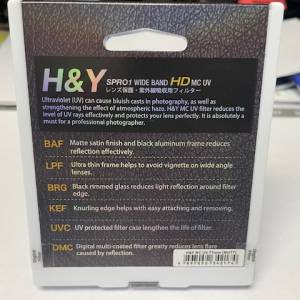 H&Y SPRO1 WIDE BAND HD MC UV
レンズ保護・紫外線吸収用フィルター
Ultraviolet (UV) can cause bluish casts in photography, as well as
strengthening the effect of atmospheric haze. H&Y MC UV filter reduces the
level of UV rays effectively and protect your lens perfectly. It is absolutely a
must for a professional photographer.
BAF Matte satin finish and black aluminum frame reduces
reflection effectively.
LPF Ultra thin frame helps to avoid vignette on wide angle
lenses.
BRG Black rimmed glass reduces light reflection around filter
edge.
KEF Knurling edge helps with easy attaching and removing.
UVC UV protected filter case lengthen the life of filter.
DMC Digital multi-coated filter greatly reduces lens flare
caused by reflection.